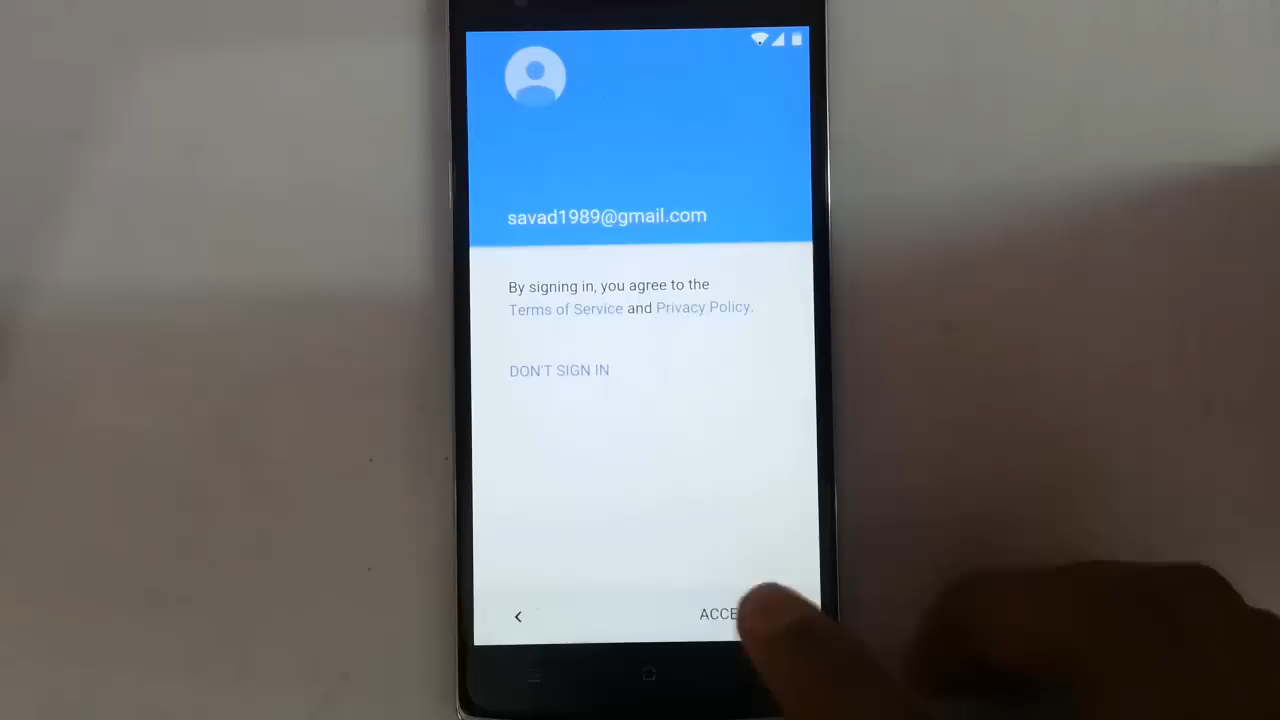 savad1989@gmail.com
By signing in, you agree to the
Terms of Service and Privacy Policy.
DON'T SIGN IN